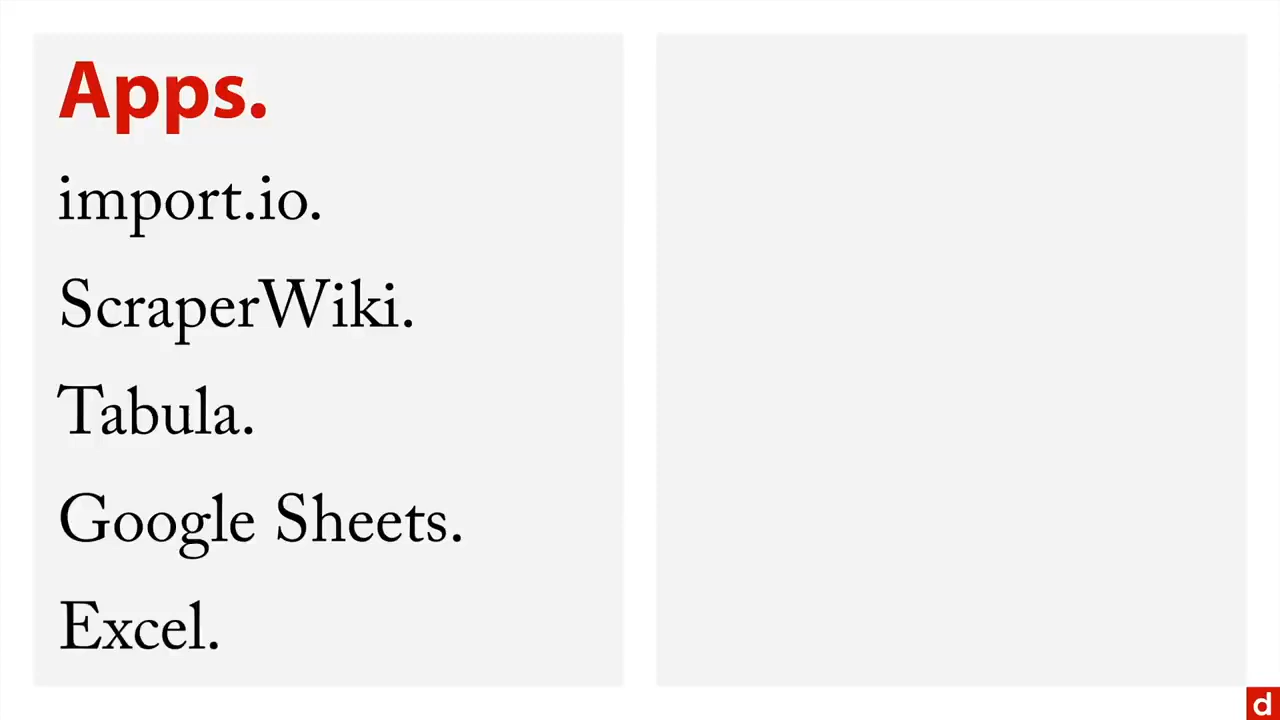 Apps.
import.io.
ScraperWiki.
Tabula.
Google Sheets.
Excel.
d